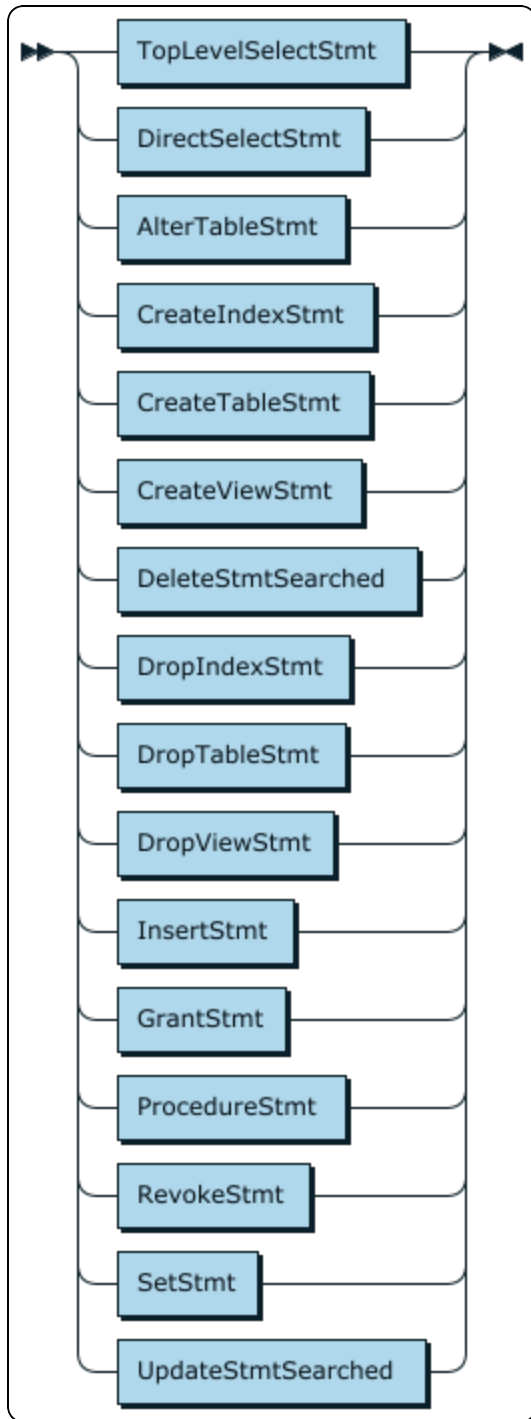 TopLevelSelectStmt
DirectSelectStmt
AlterTableStmt
CreateIndexStmt
CreateTableStmt
CreateViewStmt
DeleteStmtSearched
DropIndexStmt
DropTableStmt
DropViewStmt
InsertStmt
GrantStmt
ProcedureStmt
RevokeStmt
SetStmt
UpdateStmtSearched